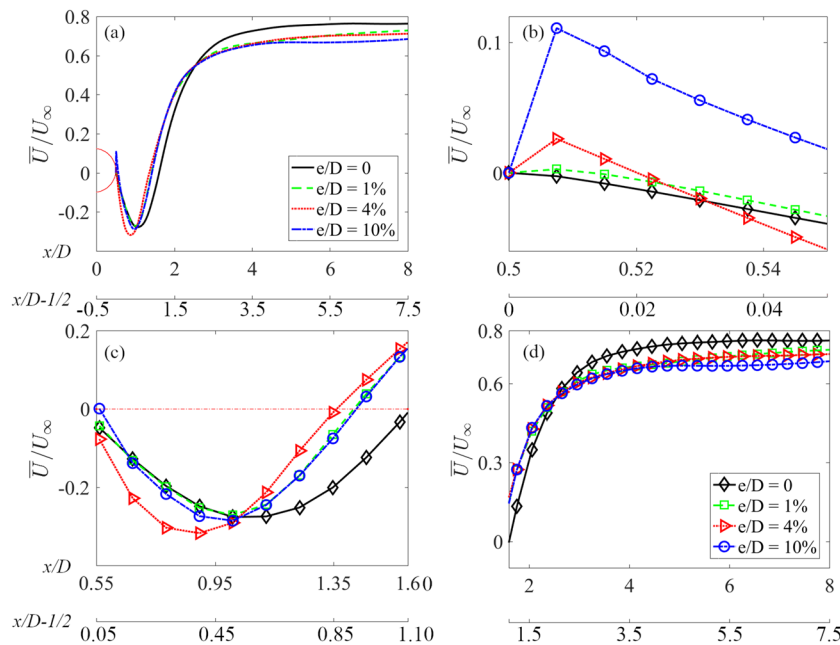 (a)
U̅/U∞
0.8
0.6
0.4
0.2
0
-0.2
x/D
0 2 4 6 8
x/D-1/2
-0.5 1.5 3.5 5.5 7.5
e/D = 0
e/D = 1%
e/D = 4%
e/D = 10%
(b)
U̅/U∞
0.1
0
0.5 0.52 0.54
0 0.02 0.04
(c)
U̅/U∞
0.2
0
-0.2
x/D
0.55 0.95 1.35 1.60
x/D-1/2
0.05 0.45 0.85 1.10
(d)
U̅/U∞
0.8
0.6
0.3
0
2 4 6 8
1.5 3.5 5.5 7.5
e/D = 0
e/D = 1%
e/D = 4%
e/D = 10%